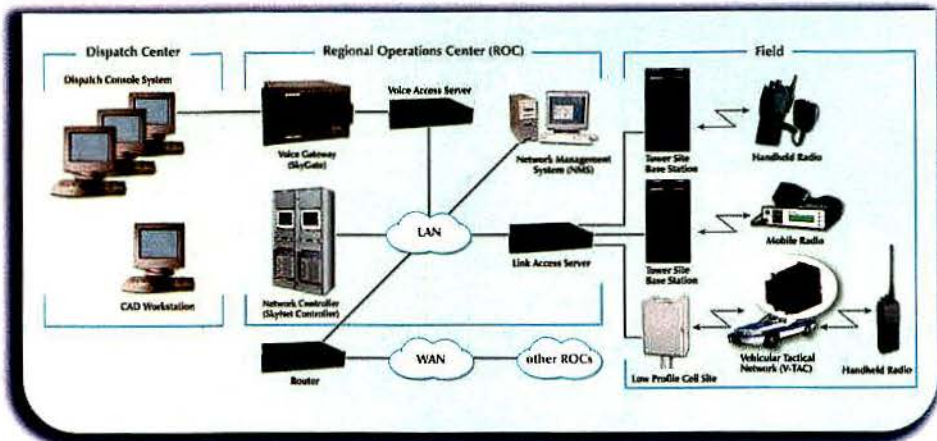 Dispatch Center
Dispatch Console System
CAD Workstation
Regional Operations Center (ROC)
Voice Gateway
(SkyGate)
Voice Access Server
Network Management
System (NMS)
LAN
Network Controller
(SkyNet Controller)
Link Access Server
Router
WAN
other ROCs
Field
Tower Site
Base Station
Handheld Radio
Tower Site
Base Station
Mobile Radio
Low Profile Cell Site
Vehicular Tactical
Network (V-TAC)
Handheld Radio